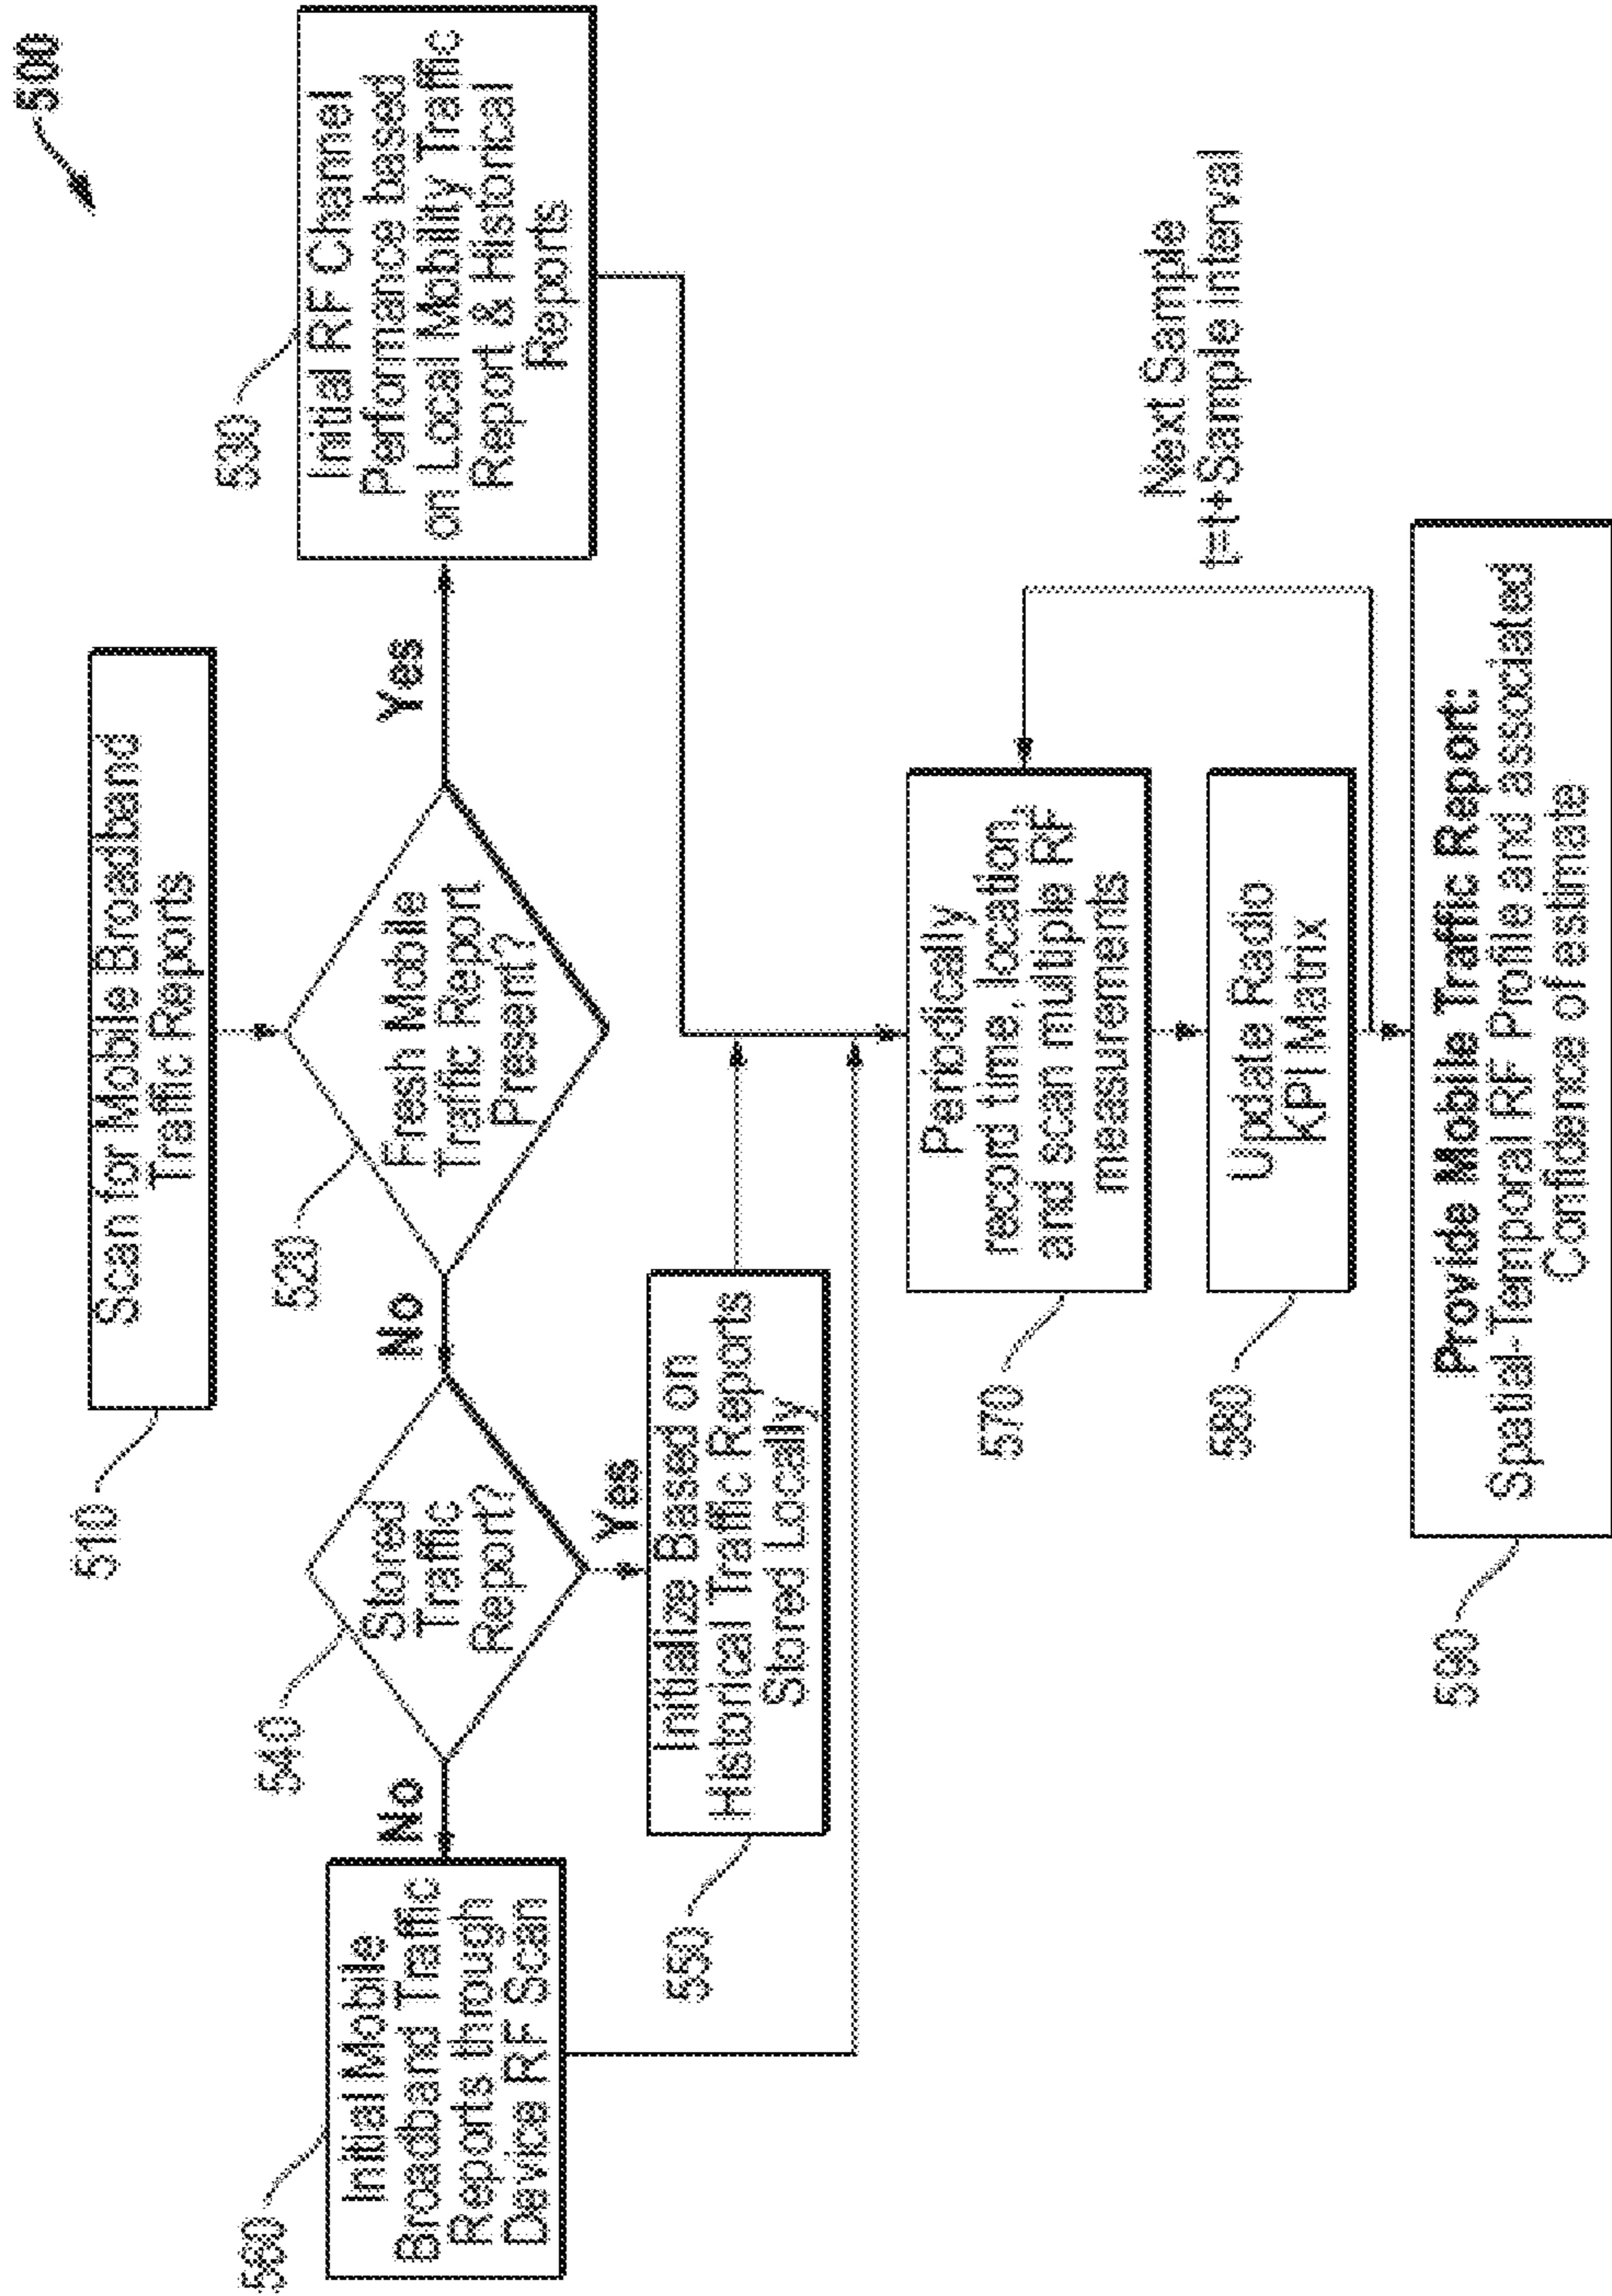 500
510
Scan for Mobile Broadband
Traffic Reports
520
Fresh Mobile
Traffic Report
Present?
Yes
530
Initial RF Channel
Performance based
on Local Mobility Traffic
Report & Historical
Reports
No
540
Stored
Traffic
Report?
No
560
Initial Mobile
Broadband Traffic
Reports through
Device RF Scan
Yes
550
Initialize Based on
Historical Traffic Reports
Stored Locally
570
Periodically
record time, location,
and scan multiple RF
measurements
Next Sample
t=t+Sample interval
580
Update Radio
KPI Matrix
590
Provide Mobile Traffic Report:
Spatial-Temporal RF Profile and associated
Confidence of estimate